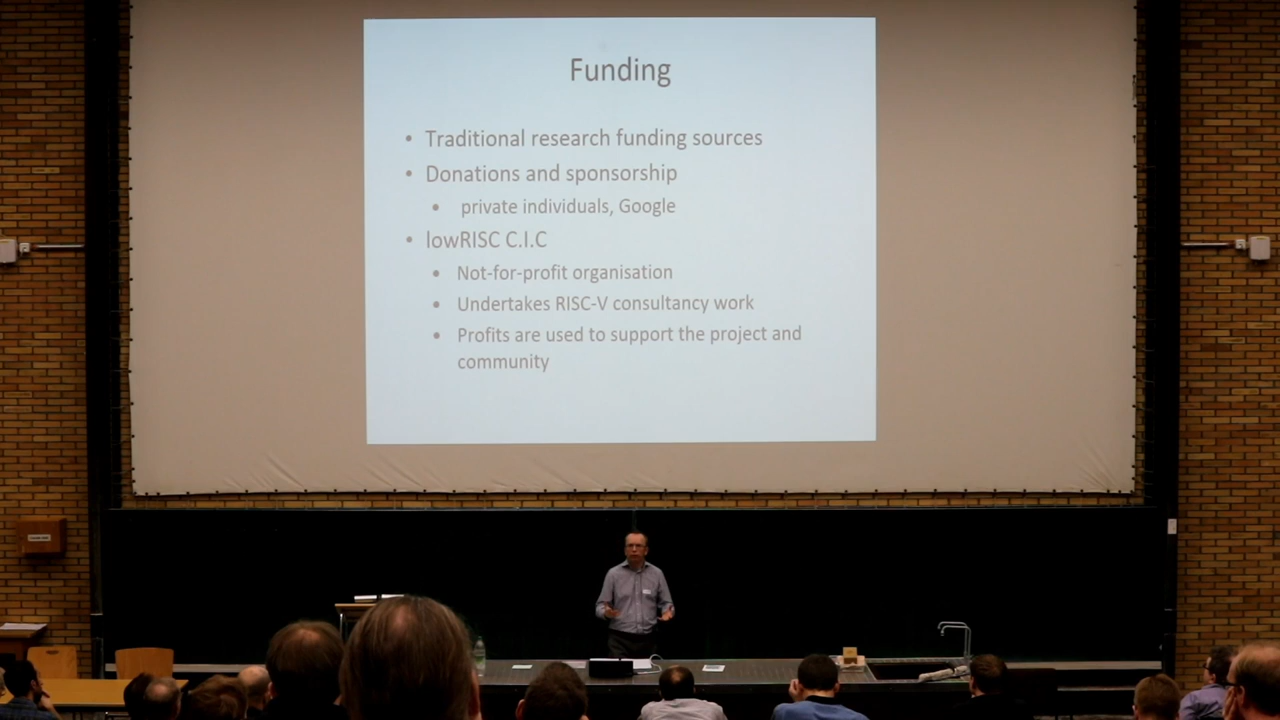 Funding
• Traditional research funding sources
• Donations and sponsorship
• private individuals, Google
• lowRISC C.I.C
• Not-for-profit organisation
• Undertakes RISC-V consultancy work
• Profits are used to support the project and
community